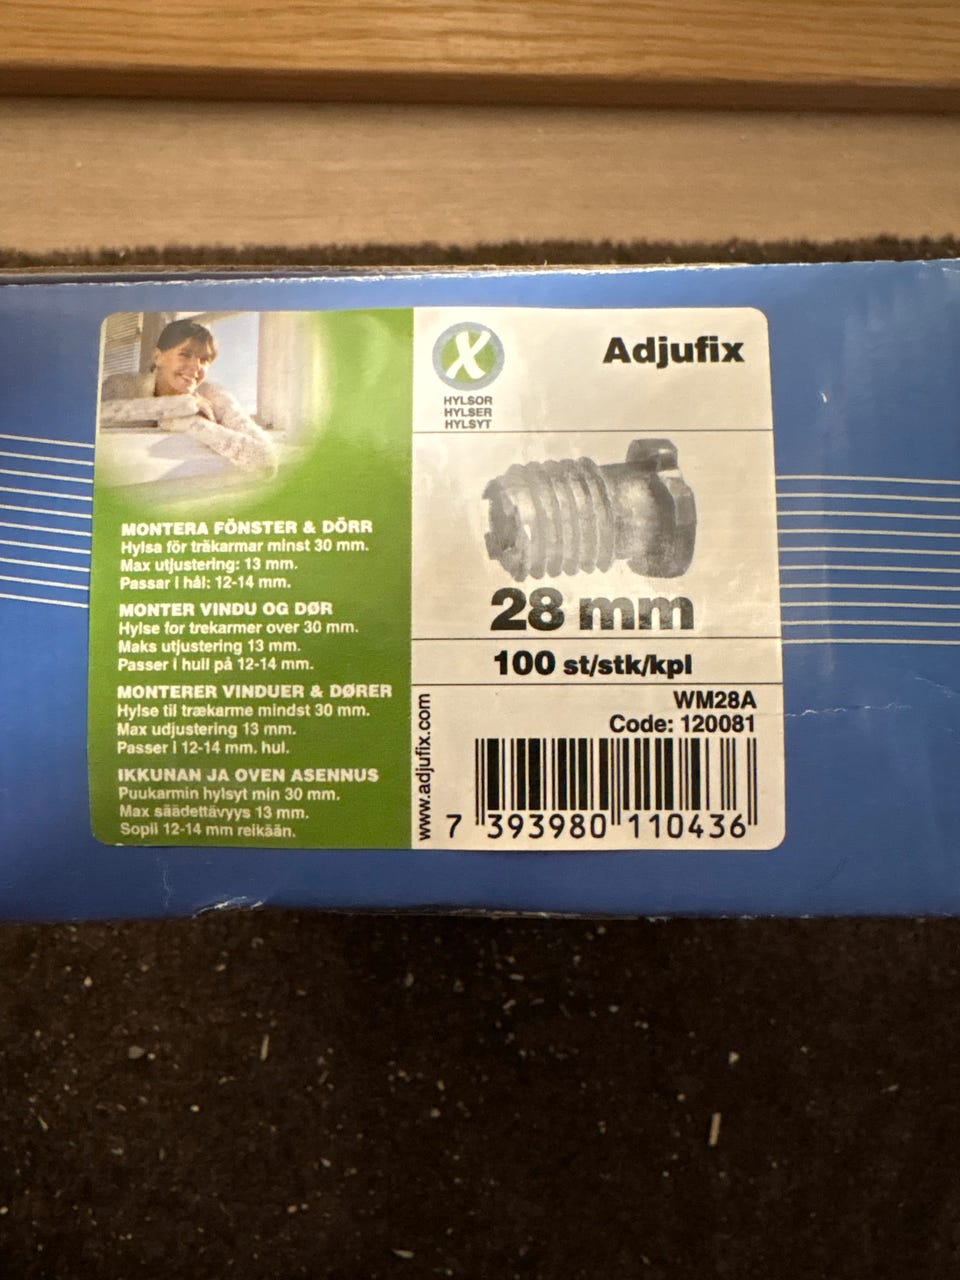 MONTERA FÖNSTER & DÖRR
Hylsa för träkarmar minst 30 mm.
Max utjustering: 13 mm.
Passar i hål: 12-14 mm.
MONTER VINDU OG DØR
Hylse for trekarmer over 30 mm.
Maks utjustering 13 mm.
Passer i hull på 12-14 mm.
MONTERER VINDUER & DØRER
Hylse til trækarme mindst 30 mm.
Max udjustering 13 mm.
Passer i 12-14 mm. hul.
IKKUNAN JA OVEN ASENNUS
Puukarmin hylsyt min 30 mm.
Max säädettävyys 13 mm.
Sopii 12-14 mm reikään.
X
HYLSOR
HYLSER
HYLSYT
Adjufix
28 mm
100 st/stk/kpl
WM28A
Code: 120081
www.adjufix.com
7 393980 110436